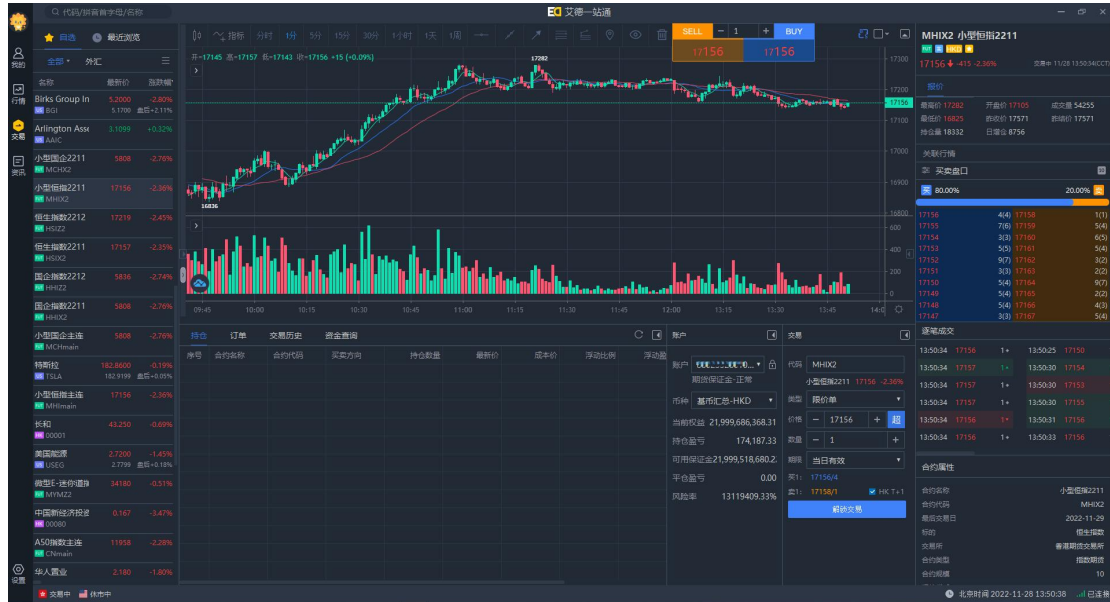 代码/拼音首字母/名称
艾德一站通
我的
行情
交易
资讯
设置
自选 最近浏览
全部 外汇
名称 最新价 涨跌幅
Birks Group In 5.2000 -2.80%
US BGI 5.1700 盘后+2.11%
Arlington Asse 3.1099 +0.32%
US AAIC
小型国企2211 5808 -2.76%
FUT MCHX2
小型恒指2211 17156 -2.36%
FUT MHIX2
恒生指数2212 17219 -2.45%
FUT HSIZ2
恒生指数2211 17157 -2.35%
FUT HSIX2
国企指数2212 5836 -2.74%
FUT HHIZ2
国企指数2211 5808 -2.76%
FUT HHIX2
小型国企主连 5808 -2.76%
FUT MCHmain
特斯拉 182.8600 -0.19%
US TSLA 182.9199 盘后+0.05%
小型恒指主连 17156 -2.36%
FUT MHImain
长和 43.250 -0.69%
HK 00001
美国能源 2.7200 -1.45%
US USEG 2.7799 盘后+0.18%
微型E-迷你道指 34180 -0.51%
FUT MYMZ2
中国新经济投资 0.167 -3.47%
HK 00080
A50指数主连 11958 -2.28%
FUT CNmain
华人置业 2.180 -1.80%
指标 分时 1分 5分 15分 30分 1小时 1天 1周
SELL − 1 + BUY
17156 17156
开=17145 高=17157 低=17143 收=17156 +15 (+0.09%)
17282
16836
17300
17200
17156
17100
17000
16900
16800
600
400
200
0
09:45 10:00 10:15 10:30 10:45 11:00 11:15 11:30 11:45 12:00 13:15 13:30 13:45 14:0
持仓 订单 交易历史 资金查询
序号 合约名称 合约代码 买卖方向 持仓数量 最新价 成本价 浮动比例 浮动盈
账户
账户
期货保证金-正常
币种 基币汇总-HKD
当前权益 21,999,686,368.31
持仓盈亏 174,187.33
可用保证金21,999,518,680.2.
平仓盈亏 0.00
风险率 13119409.33%
交易
代码 MHIX2
小型恒指2211 17156 -2.36%
类型 限价单
价格 − 17156 + 超
数量 − 1 +
期限 当日有效
买1: 17156/4
卖1: 17158/1 HK T+1
解锁交易
MHIX2 小型恒指2211
FUT HKD
17156 -415 -2.36% 交易中 11/28 13:50:34(CCT)
报价
最高价 17282 开盘价 17105 成交量 54255
最低价 16825 昨收价 17571 昨结价 17571
持仓量 18332 日增仓 8756
关联行情
买卖盘口
买 80.00% 20.00% 卖
17156 4(4) 17158 1(1)
17155 7(6) 17159 5(4)
17154 3(3) 17160 6(5)
17153 5(5) 17161 5(4)
17152 9(7) 17162 3(2)
17151 3(3) 17163 2(2)
17150 5(4) 17164 9(7)
17149 5(4) 17165 2(2)
17148 5(4) 17166 4(3)
17147 3(3) 17167 5(4)
逐笔成交
13:50:34 17156 1 13:50:25 17150
13:50:34 17157 1 13:50:30 17154
13:50:34 17157 1 13:50:30 17153
13:50:34 17157 1 13:50:30 17155
13:50:34 17156 1 13:50:31 17156
13:50:34 17156 1 13:50:33 17156
合约属性
合约名称 小型恒指2211
合约代码 MHIX2
最后交易日 2022-11-29
标的 恒生指数
交易所 香港期货交易所
合约类型 指数期货
合约规模 10
交易中 休市中
北京时间 2022-11-28 13:50:38 已连接